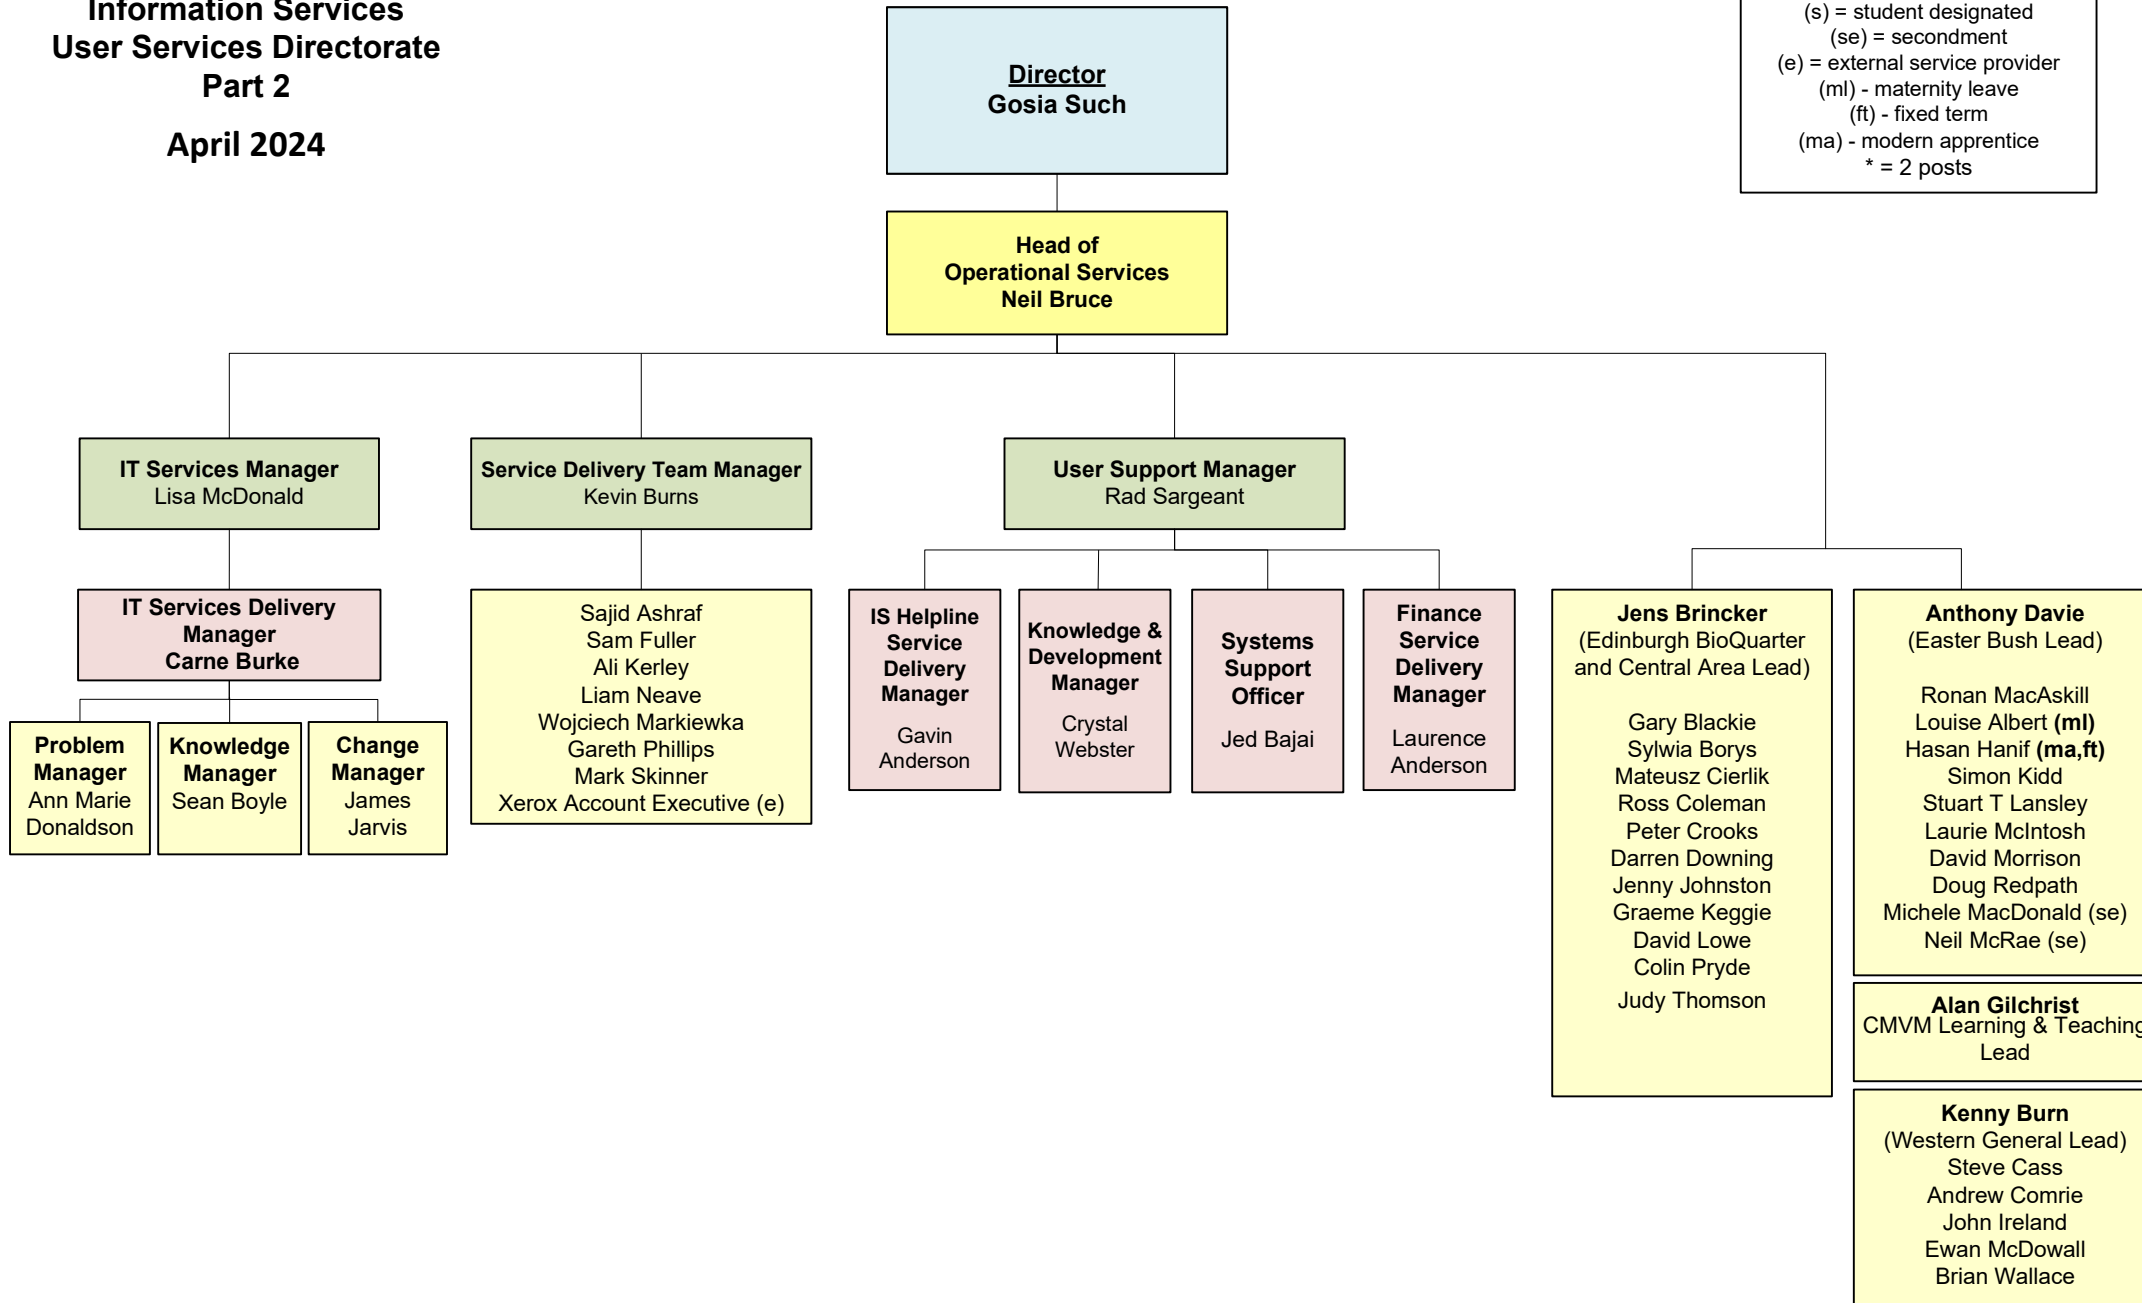 Information Services
User Services Directorate
Part 2
April 2024
(s) = student designated
(se) = secondment
(e) = external service provider
(ml) - maternity leave
(ft) - fixed term
(ma) - modern apprentice
* = 2 posts
Director
Gosia Such
Head of
Operational Services
Neil Bruce
IT Services Manager
Lisa McDonald
Service Delivery Team Manager
Kevin Burns
User Support Manager
Rad Sargeant
IT Services Delivery
Manager
Carne Burke
Problem
Manager
Ann Marie
Donaldson
Knowledge
Manager
Sean Boyle
Change
Manager
James
Jarvis
Sajid Ashraf
Sam Fuller
Ali Kerley
Liam Neave
Wojciech Markiewka
Gareth Phillips
Mark Skinner
Xerox Account Executive (e)
IS Helpline
Service
Delivery
Manager
Gavin
Anderson
Knowledge &
Development
Manager
Crystal
Webster
Systems
Support
Officer
Jed Bajai
Finance
Service
Delivery
Manager
Laurence
Anderson
Jens Brincker
(Edinburgh BioQuarter
and Central Area Lead)
Gary Blackie
Sylwia Borys
Mateusz Cierlik
Ross Coleman
Peter Crooks
Darren Downing
Jenny Johnston
Graeme Keggie
David Lowe
Colin Pryde
Judy Thomson
Anthony Davie
(Easter Bush Lead)
Ronan MacAskill
Louise Albert (ml)
Hasan Hanif (ma,ft)
Simon Kidd
Stuart T Lansley
Laurie McIntosh
David Morrison
Doug Redpath
Michele MacDonald (se)
Neil McRae (se)
Alan Gilchrist
CMVM Learning & Teaching
Lead
Kenny Burn
(Western General Lead)
Steve Cass
Andrew Comrie
John Ireland
Ewan McDowall
Brian Wallace